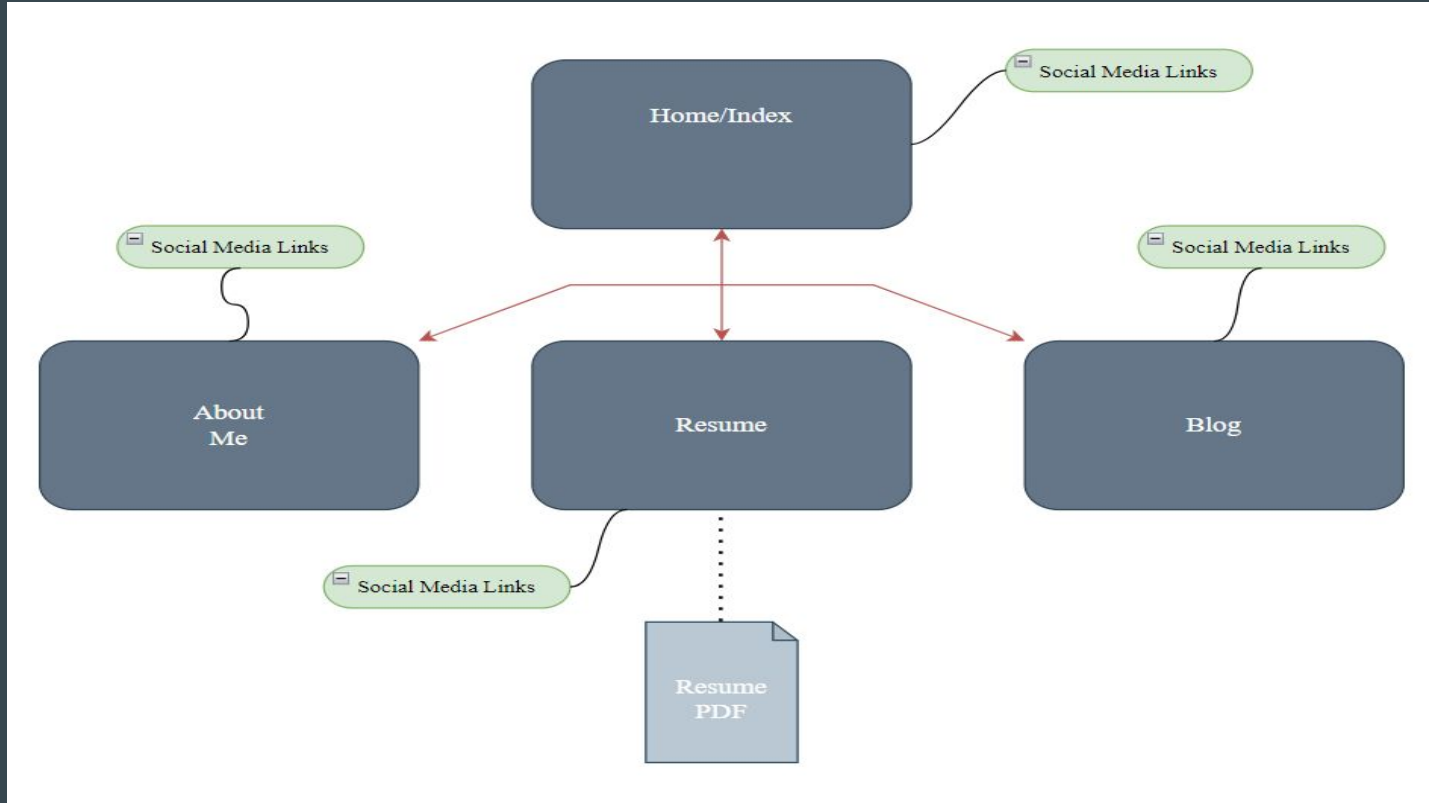 Social Media Links
Home/Index
Social Media Links
Social Media Links
About
Me
Resume
Blog
Social Media Links
Resume
PDF